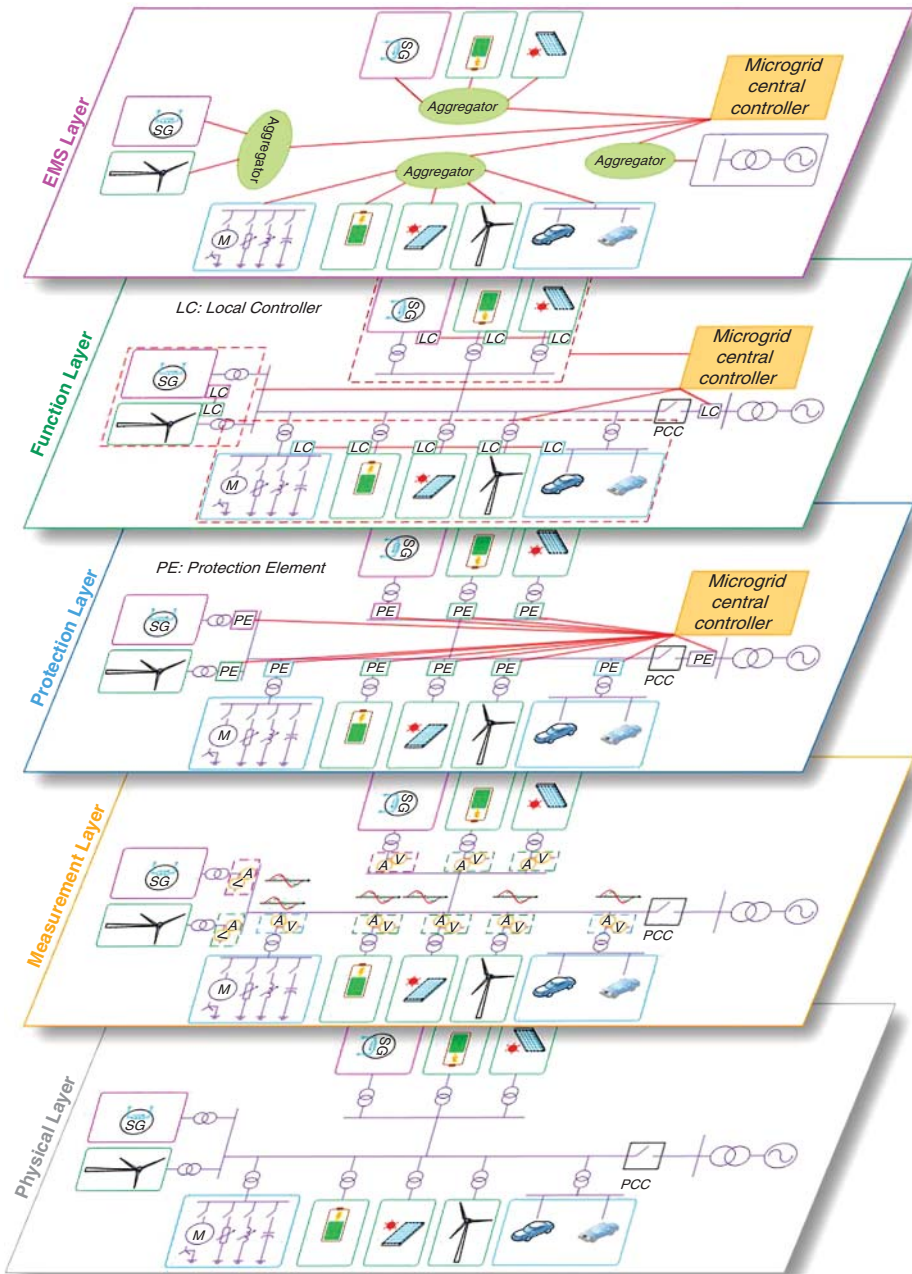 EMS Layer
SG
Aggregator
Microgrid
central
controller
SG
Aggregator
Aggregator
Aggregator
M
Function Layer
LC: Local Controller
SG
LC
LC
LC
Microgrid
central
controller
SG
LC
LC
LC
PCC
LC
LC
LC
LC
LC
M
Protection Layer
PE: Protection Element
SG
PE
PE
PE
Microgrid
central
controller
SG
PE
PE
PE
PE
PE
PE
PE
PCC
PE
M
Measurement Layer
SG
A V
A V
A V
SG
A V
A V
A V
A V
A V
A V
A V
PCC
M
Physical Layer
SG
SG
PCC
M